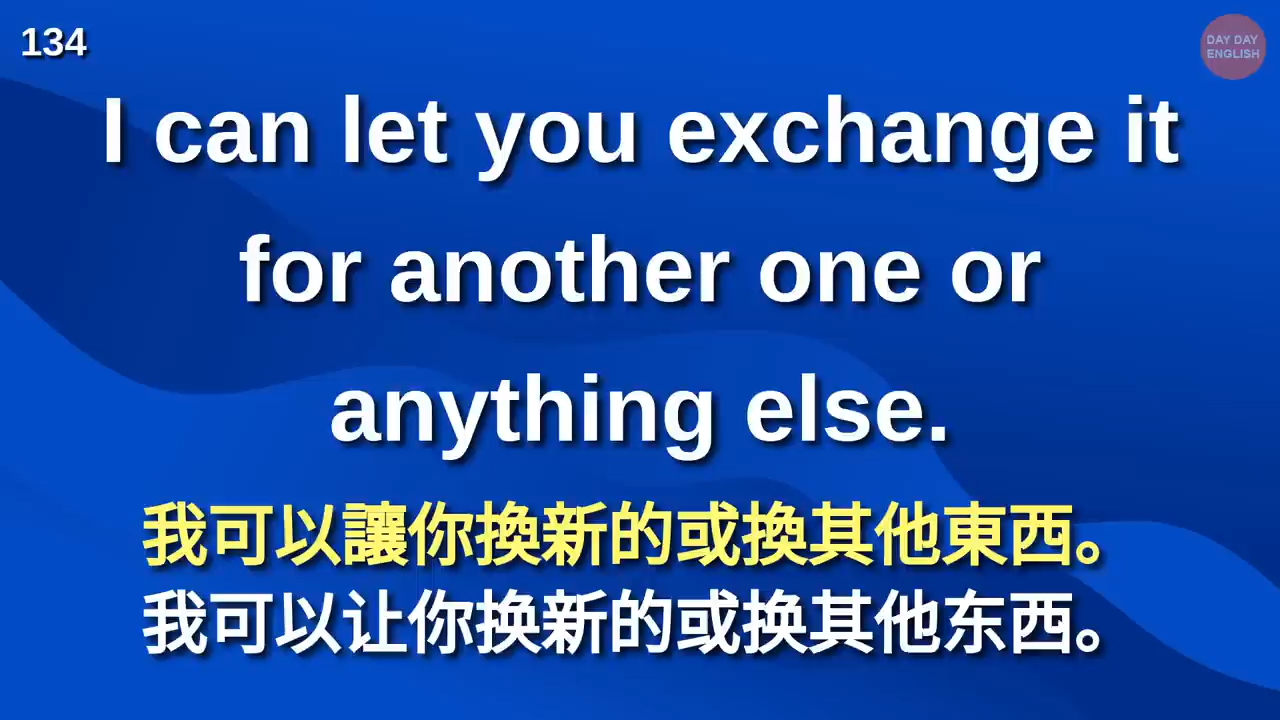 134
DAY DAY
ENGLISH
I can let you exchange it
for another one or
anything else.
我可以讓你換新的或換其他東西。
我可以让你换新的或换其他东西。